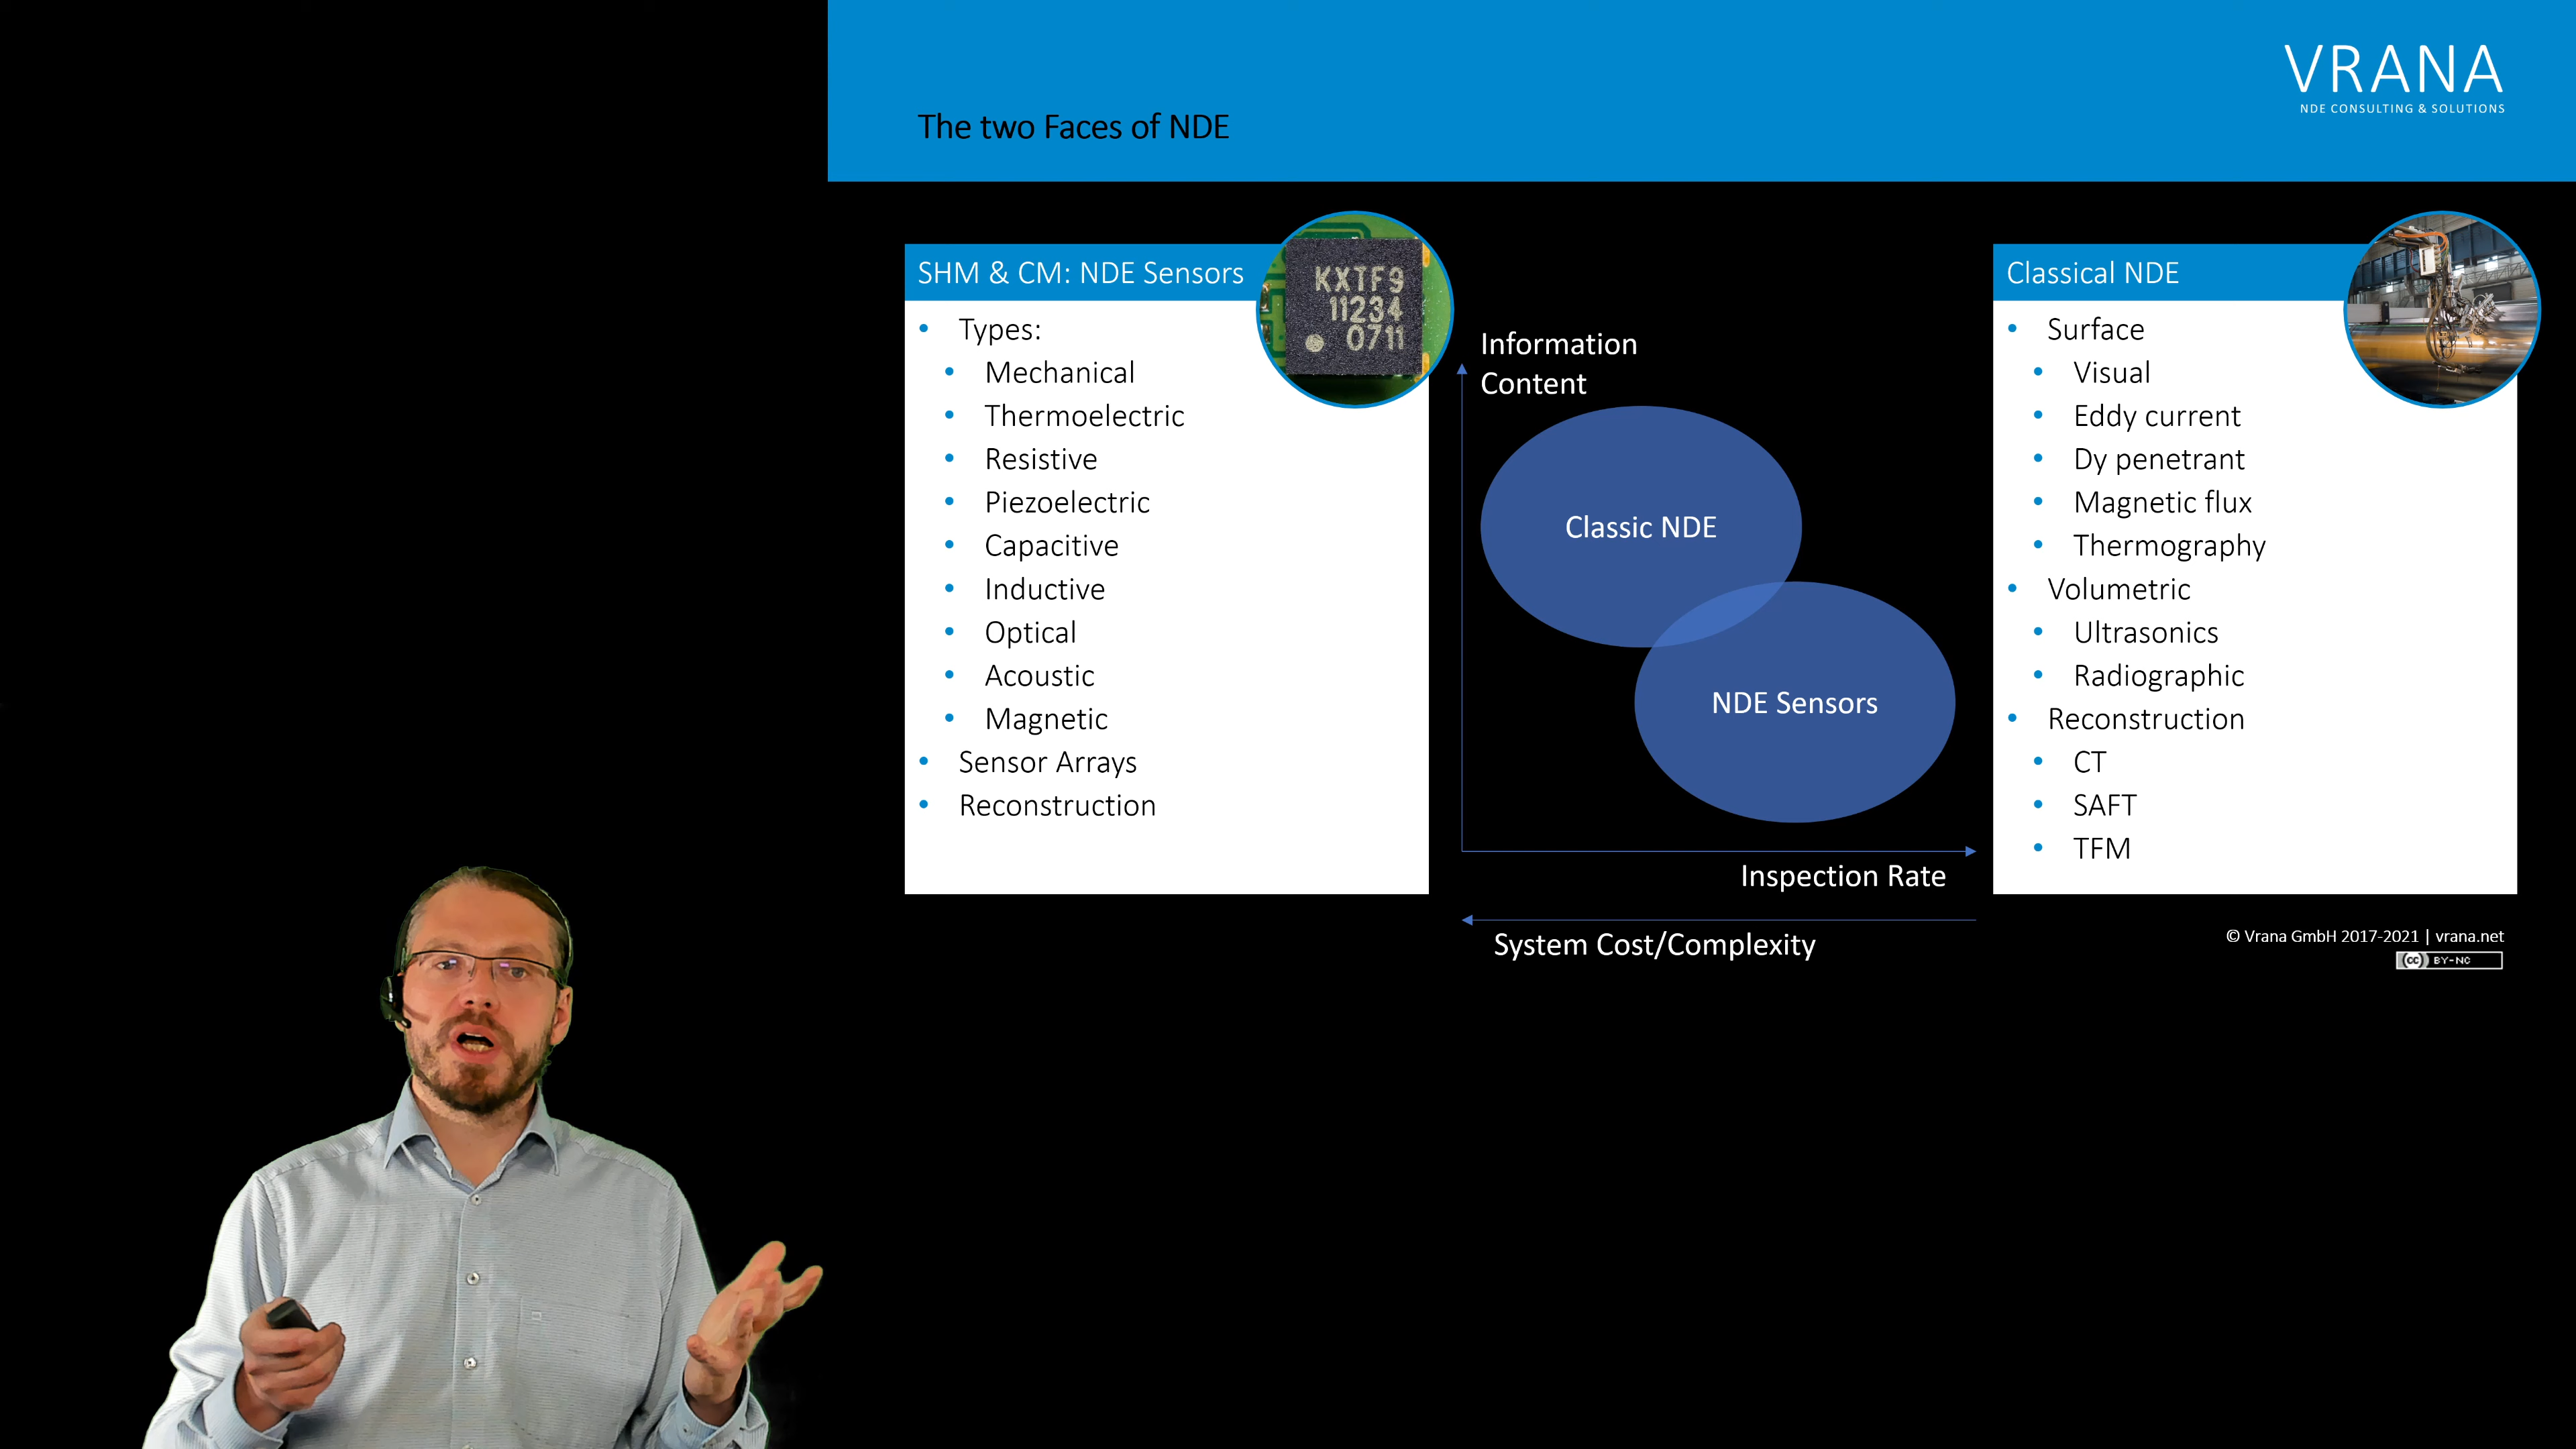 VRANA
NDE CONSULTING & SOLUTIONS
The two Faces of NDE
SHM & CM: NDE Sensors
KXTF9
11234
0711
• Types:
• Mechanical
• Thermoelectric
• Resistive
• Piezoelectric
• Capacitive
• Inductive
• Optical
• Acoustic
• Magnetic
• Sensor Arrays
• Reconstruction
Information
Content
Classic NDE
NDE Sensors
Inspection Rate
System Cost/Complexity
Classical NDE
• Surface
• Visual
• Eddy current
• Dy penetrant
• Magnetic flux
• Thermography
• Volumetric
• Ultrasonics
• Radiographic
• Reconstruction
• CT
• SAFT
• TFM
© Vrana GmbH 2017-2021 | vrana.net
cc BY-NC